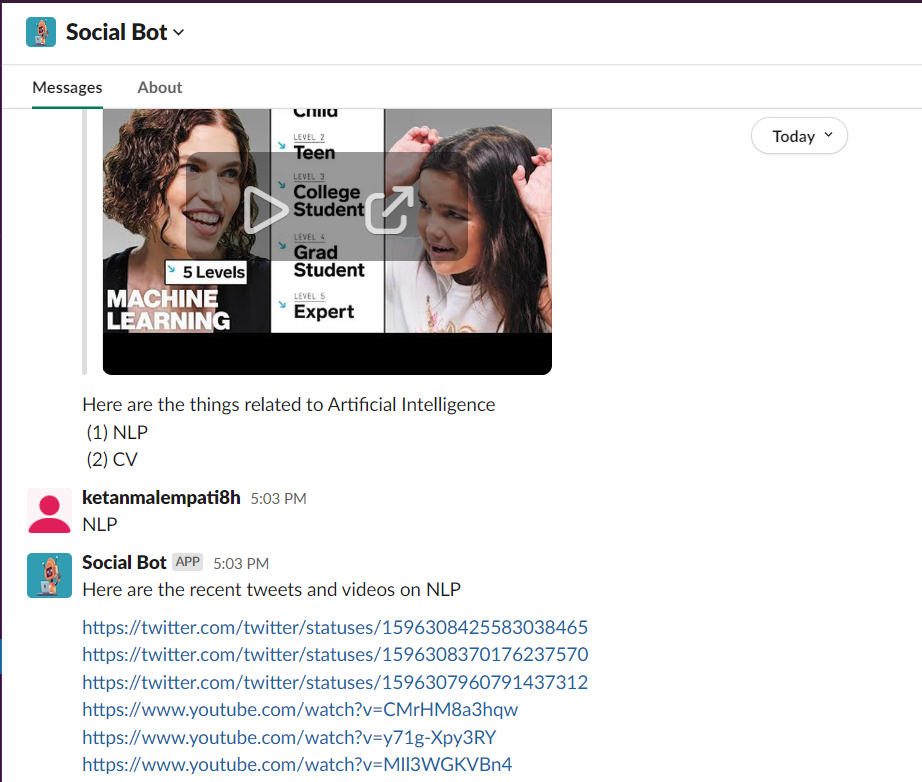 Social Bot
Messages About
Today
Child
LEVEL 2
Teen
LEVEL 3
College
Student
LEVEL 4
Grad
Student
LEVEL 5
Expert
5 Levels
MACHINE
LEARNING
Here are the things related to Artificial Intelligence
(1) NLP
(2) CV
ketanmalempati8h 5:03 PM
NLP
Social Bot APP 5:03 PM
Here are the recent tweets and videos on NLP
https://twitter.com/twitter/statuses/1596308425583038465
https://twitter.com/twitter/statuses/1596308370176237570
https://twitter.com/twitter/statuses/1596307960791437312
https://www.youtube.com/watch?v=CMrHM8a3hqw
https://www.youtube.com/watch?v=y71g-Xpy3RY
https://www.youtube.com/watch?v=MlI3WGKVBn4